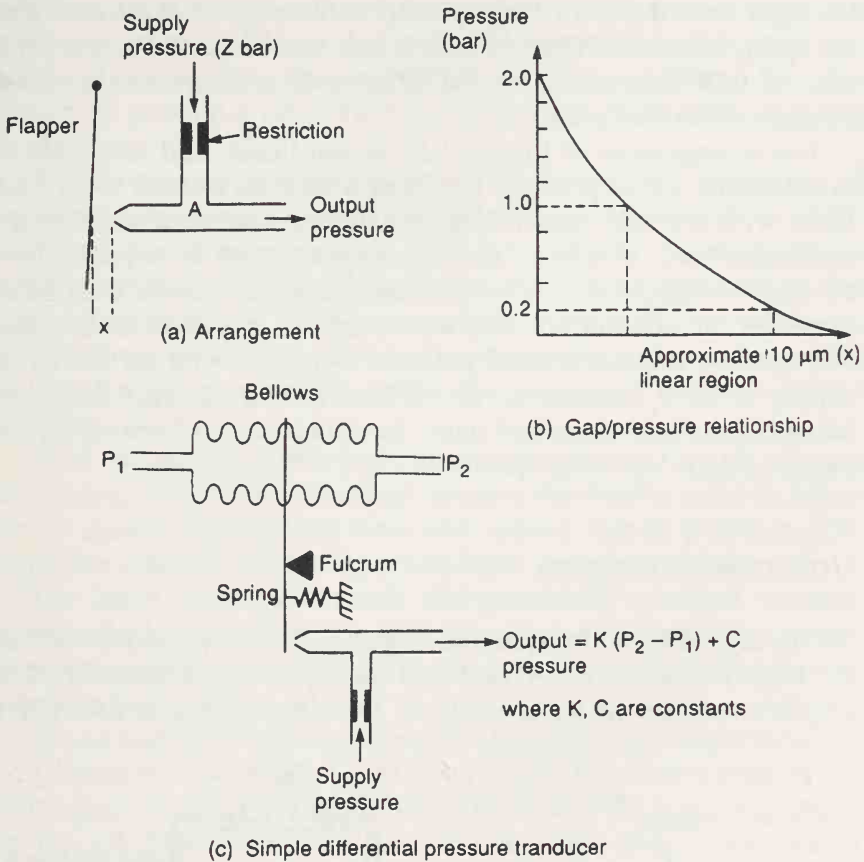 Supply
pressure (Z bar)
Flapper
Restriction
A
Output
pressure
x
(a) Arrangement
Pressure
(bar)
2.0
1.0
0.2
Approximate 10 μm (x)
linear region
(b) Gap/pressure relationship
Bellows
P₁
P₂
Fulcrum
Spring
Output = K (P₂ – P₁) + C
pressure
where K, C are constants
Supply
pressure
(c) Simple differential pressure tranducer